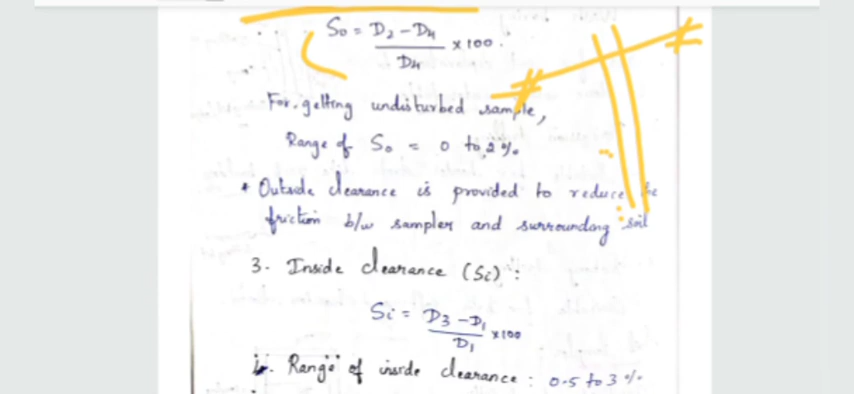 So = D2 - D4 / D4 × 100.
For getting undisturbed sample,
Range of So = 0 to 2 %
* Outside clearance is provided to reduce
friction b/w sampler and surrounding soil
3. Inside clearance (Si) :
Si = D3 - D1 / D1 × 100
Range of inside clearance : 0.5 to 3 %